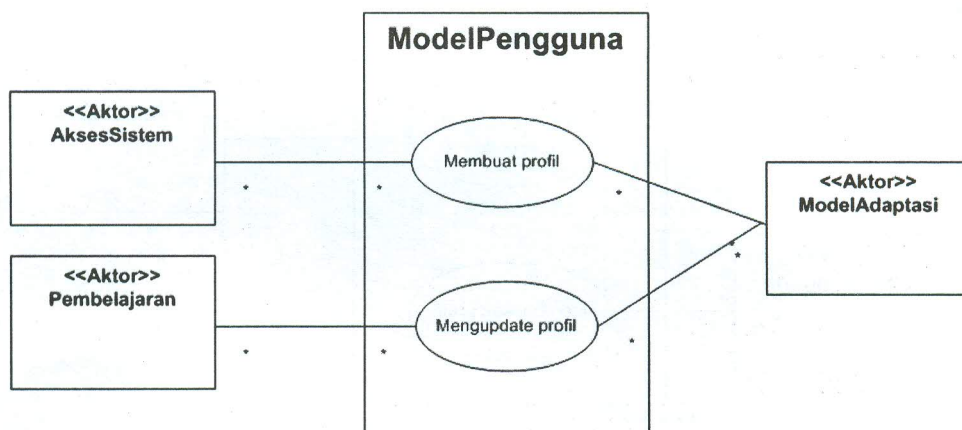 ModelPengguna
<<Aktor>>
AksesSistem
Membuat profil
* * *
<<Aktor>>
ModelAdaptasi
*
*
<<Aktor>>
Pembelajaran
Mengupdate profil
* * *